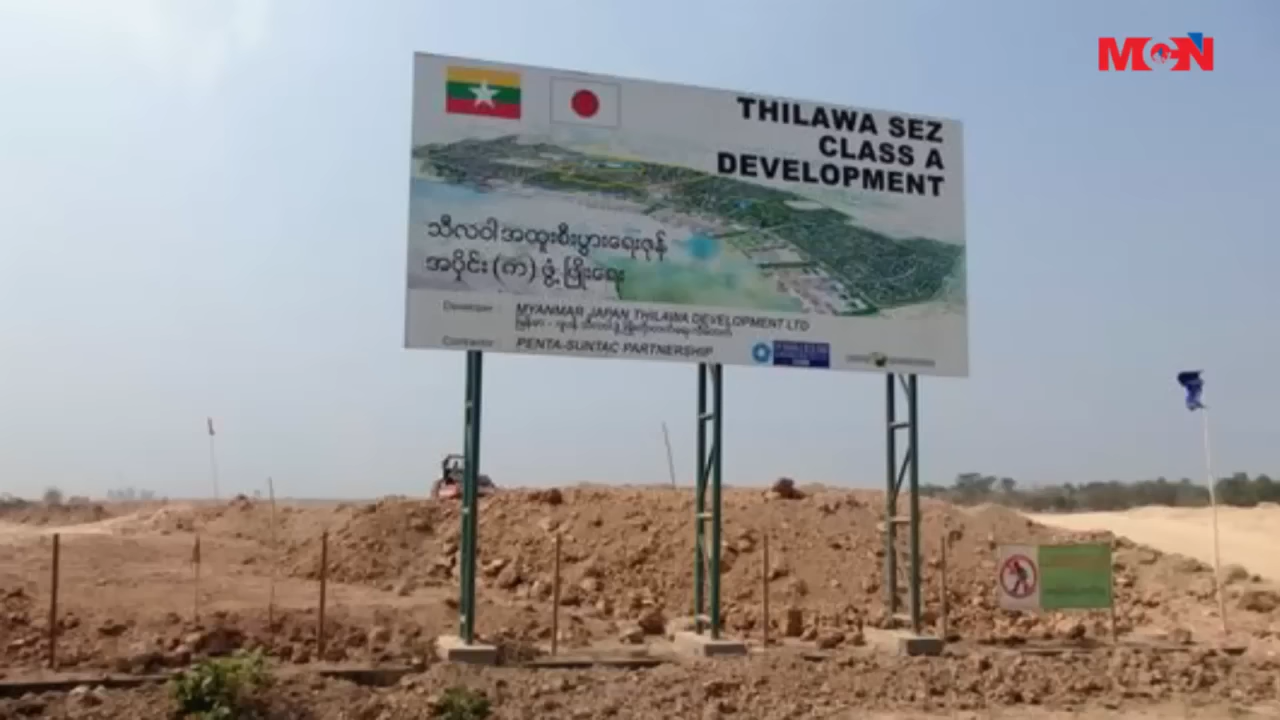 MCN
THILAWA SEZ
CLASS A
DEVELOPMENT
သီလဝါ အထူးစီးပွားရေးဇုန်
အပိုင်း (က) ဖွံ့ဖြိုးရေး
Developer : MYANMAR JAPAN THILAWA DEVELOPMENT LTD
Contractor : PENTA-SUNTAC PARTNERSHIP